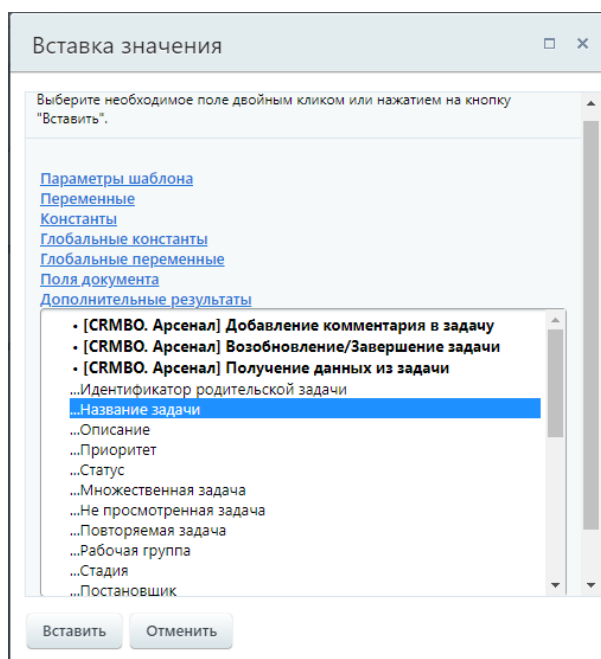 Вставка значения
Выберите необходимое поле двойным кликом или нажатием на кнопку
"Вставить".
Параметры шаблона
Переменные
Константы
Глобальные константы
Глобальные переменные
Поля документа
Дополнительные результаты
• [CRMBO. Арсенал] Добавление комментария в задачу
• [CRMBO. Арсенал] Возобновление/Завершение задачи
• [CRMBO. Арсенал] Получение данных из задачи
...Идентификатор родительской задачи
...Название задачи
...Описание
...Приоритет
...Статус
...Множественная задача
...Не просмотренная задача
...Повторяемая задача
...Рабочая группа
...Стадия
...Постановщик
Вставить Отменить